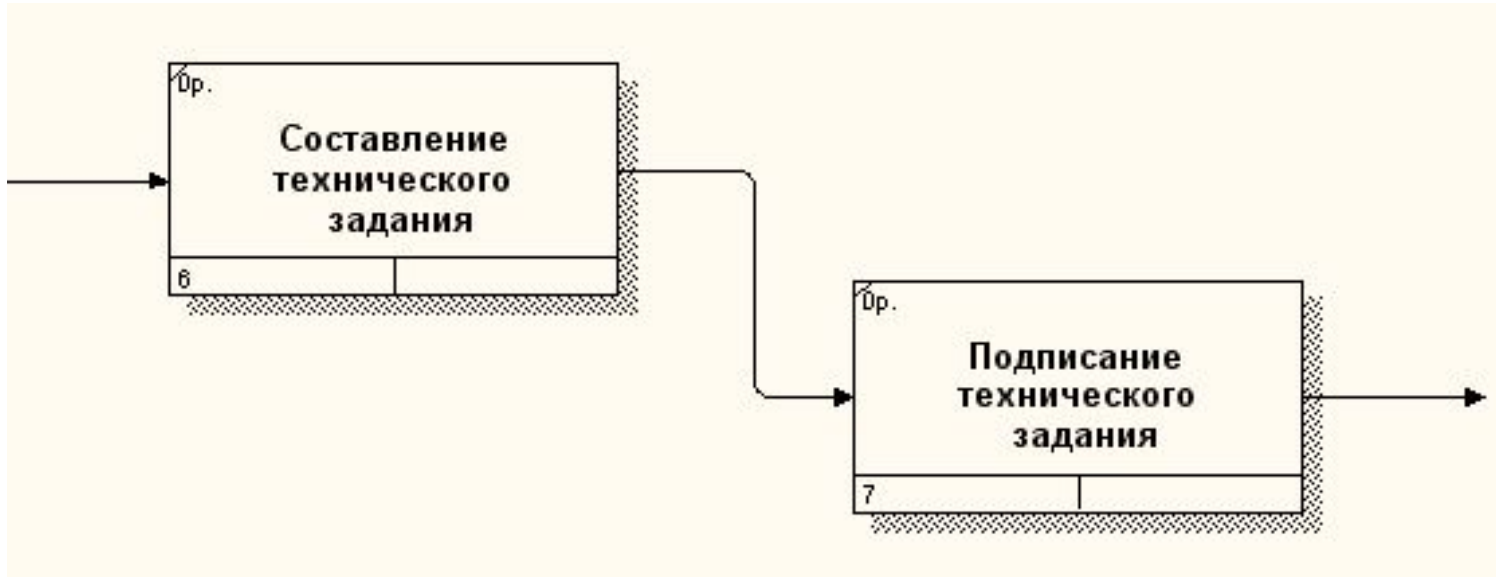 0р.
Составление
технического
задания
6
0р.
Подписание
технического
задания
7